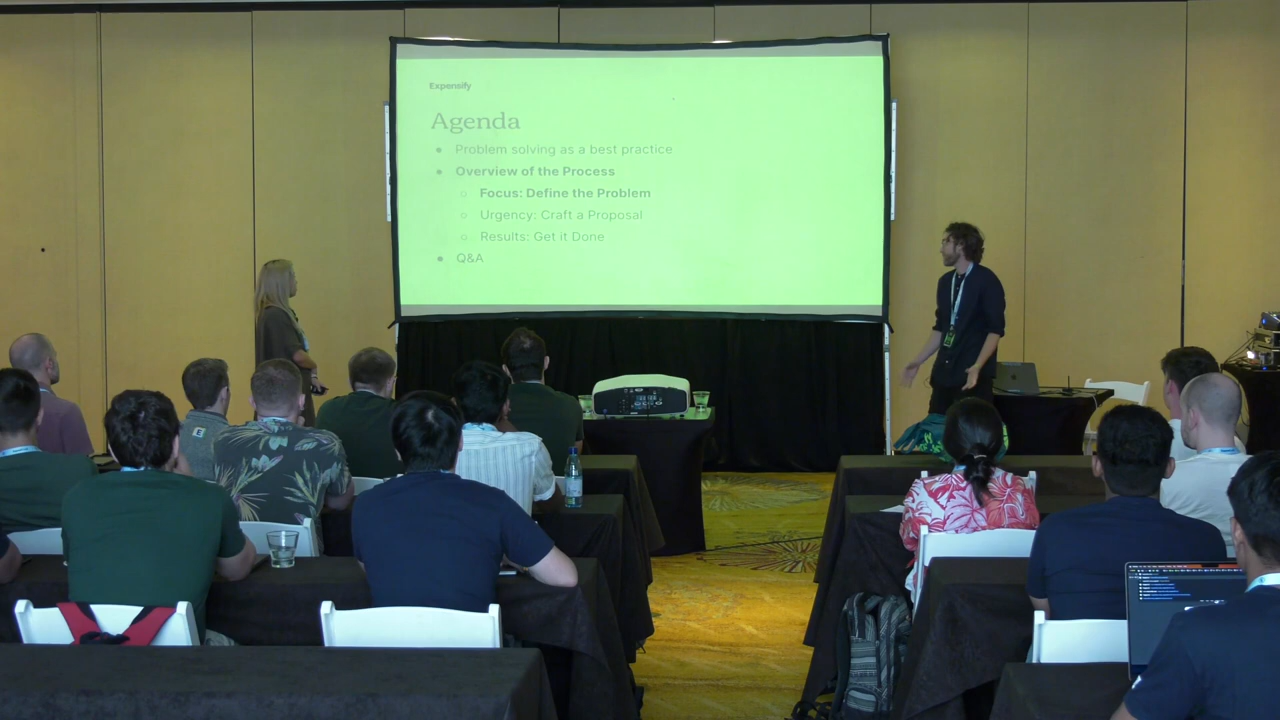 Expensify
Agenda
● Problem solving as a best practice
● Overview of the Process
○ Focus: Define the Problem
○ Urgency: Craft a Proposal
○ Results: Get it Done
● Q&A